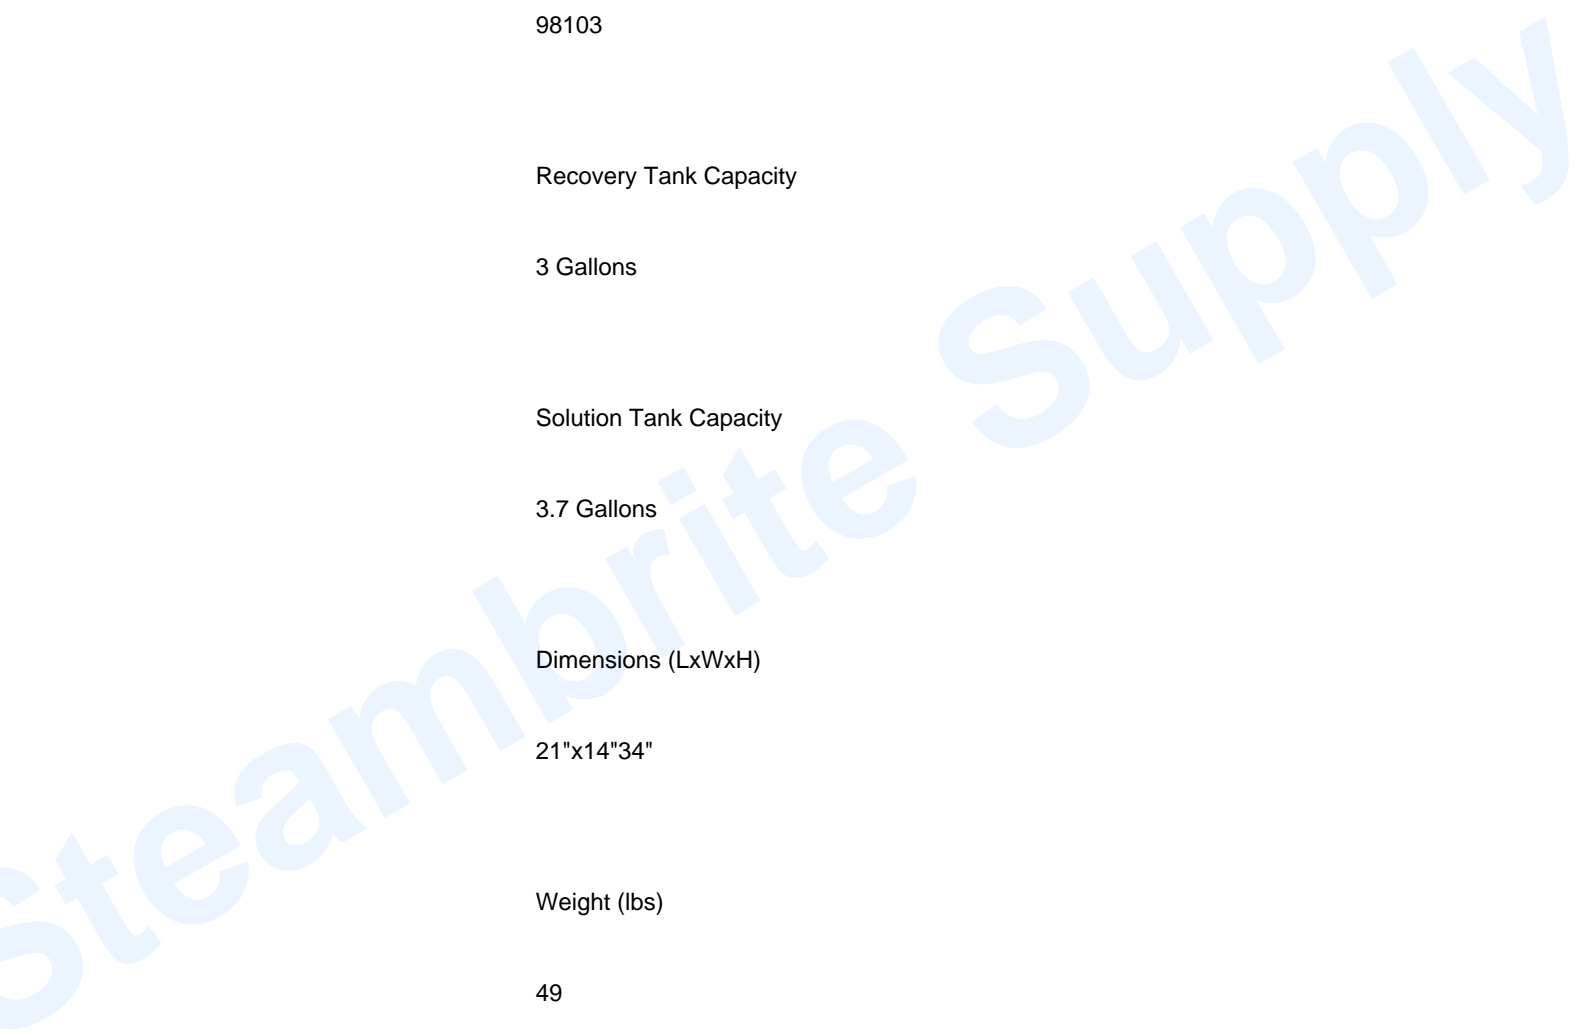 98103
Recovery Tank Capacity
3 Gallons
Solution Tank Capacity
3.7 Gallons
Dimensions (LxWxH)
21"x14"34"
Weight (lbs)
49
Steambrite Supply